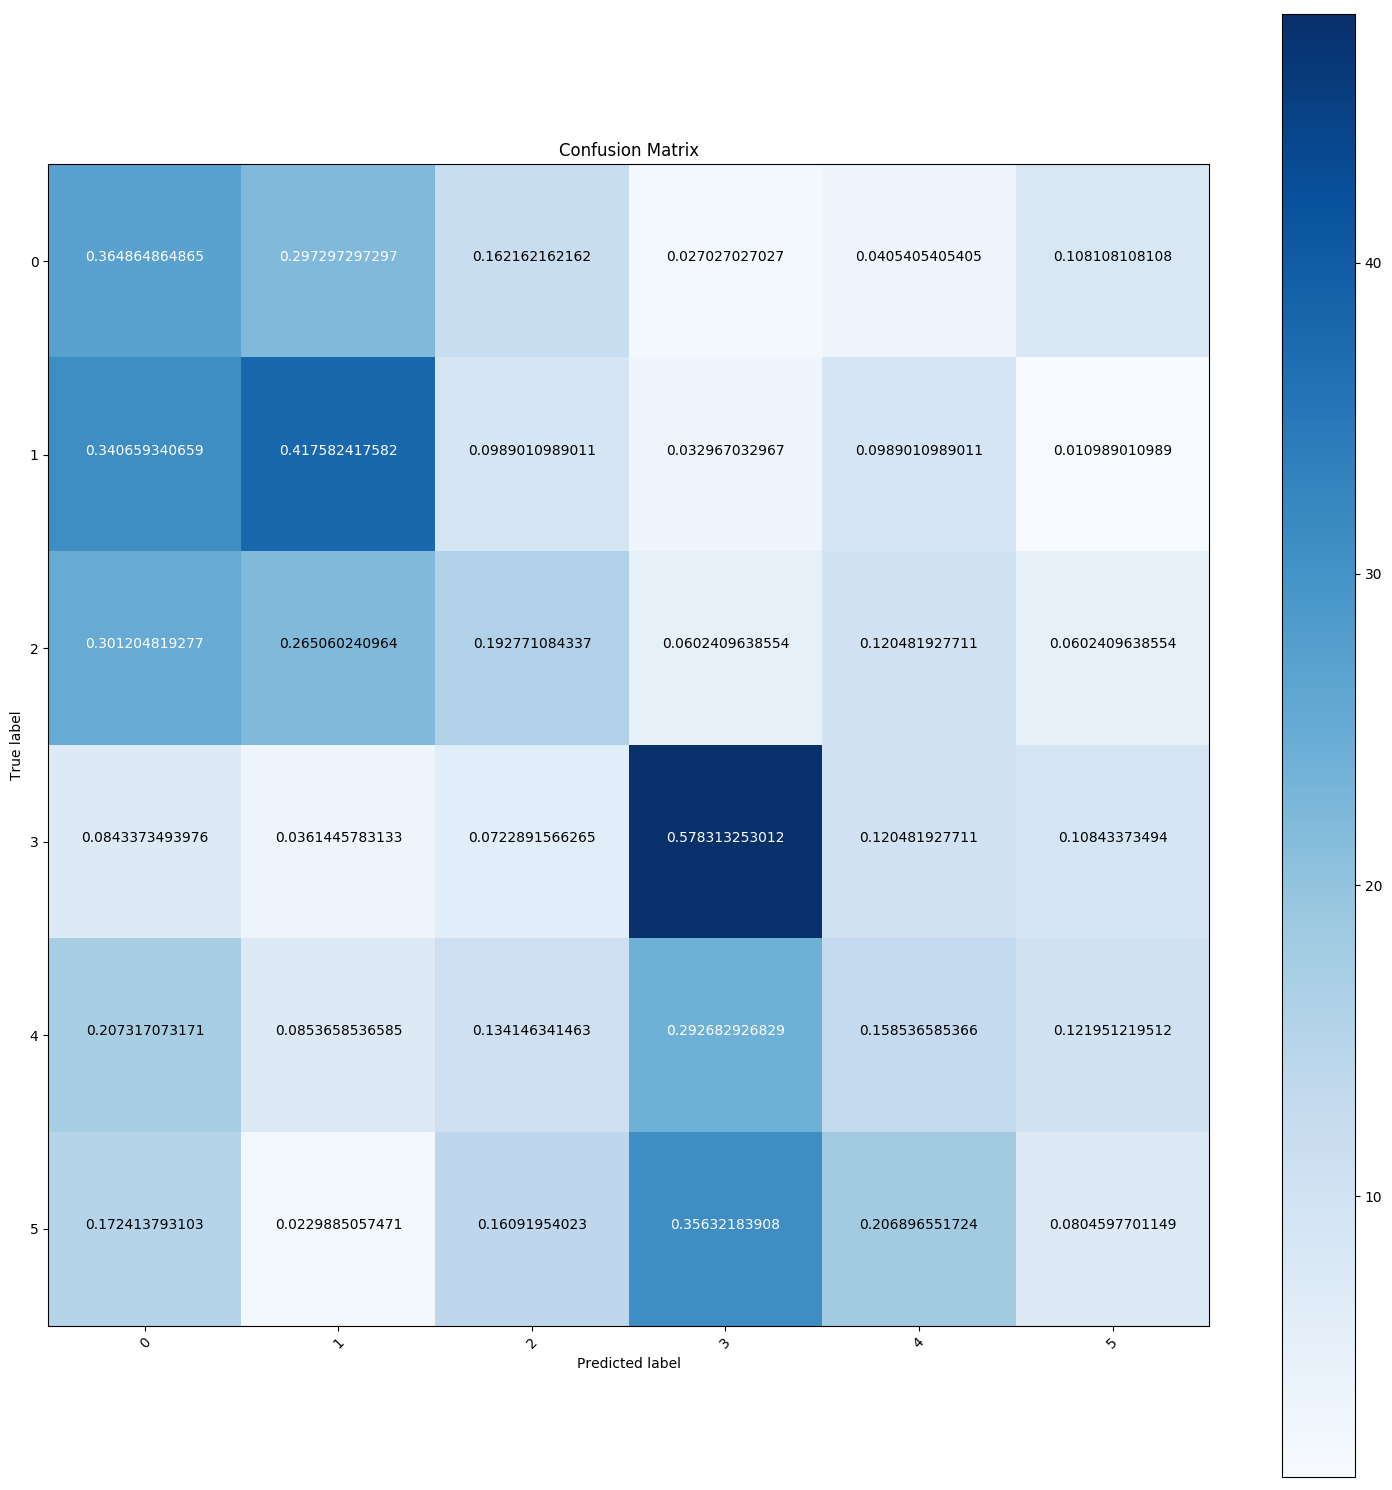 Confusion Matrix
0 0.364864864865 0.297297297297 0.162162162162 0.027027027027 0.0405405405405 0.108108108108
1 0.340659340659 0.417582417582 0.0989010989011 0.032967032967 0.0989010989011 0.010989010989
2 0.301204819277 0.265060240964 0.192771084337 0.0602409638554 0.120481927711 0.0602409638554
3 0.0843373493976 0.0361445783133 0.0722891566265 0.578313253012 0.120481927711 0.10843373494
4 0.207317073171 0.0853658536585 0.134146341463 0.292682926829 0.158536585366 0.121951219512
5 0.172413793103 0.0229885057471 0.16091954023 0.35632183908 0.206896551724 0.0804597701149
0 1 2 3 4 5
Predicted label
True label
40
30
20
10